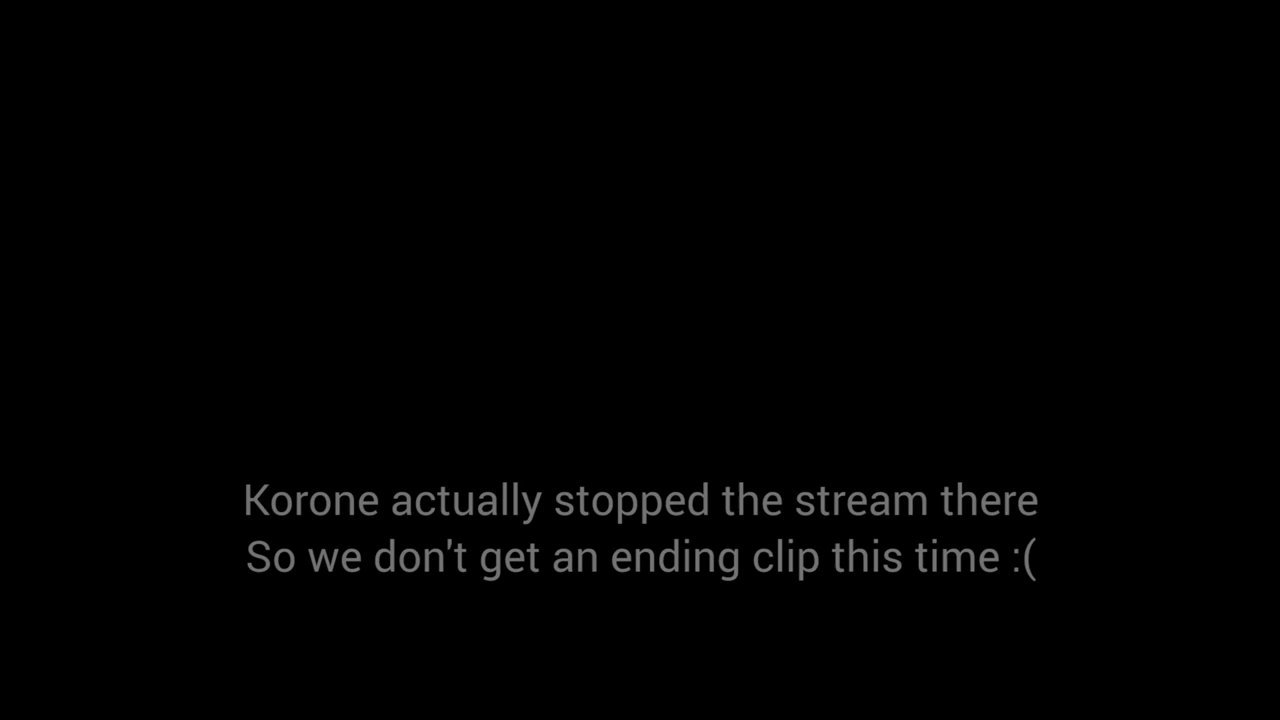 Korone actually stopped the stream there
So we don't get an ending clip this time :(